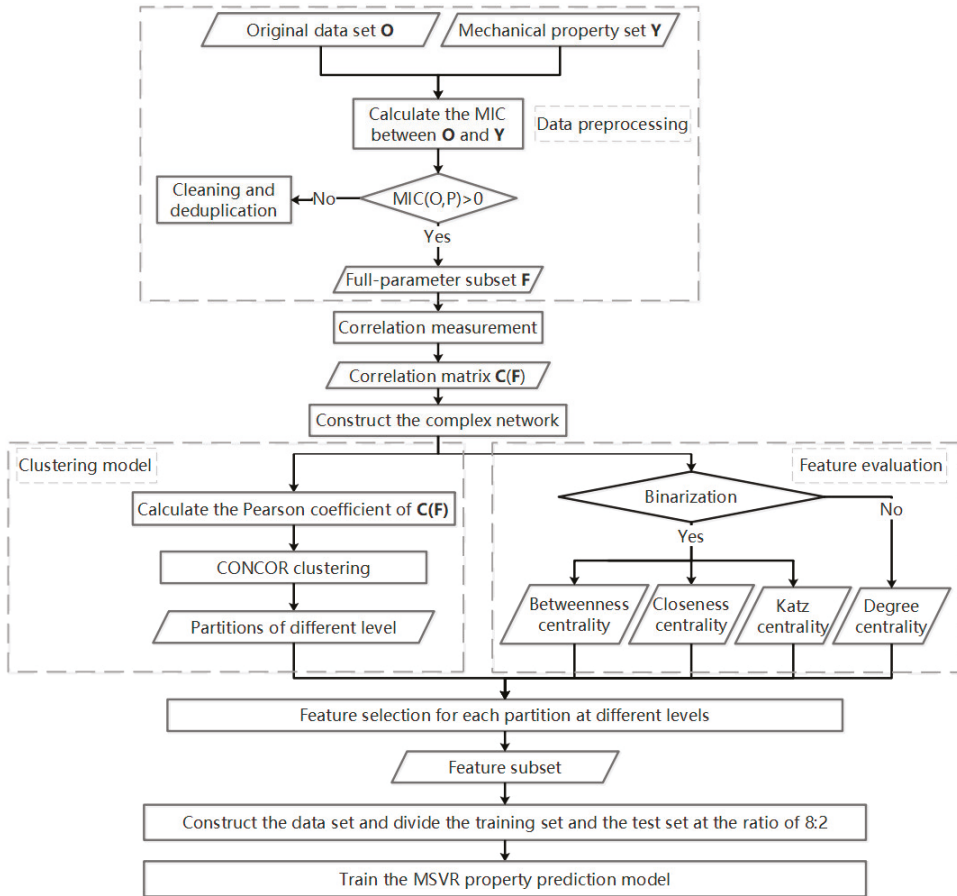 Original data set O
Mechanical property set Y
Calculate the MIC
between O and Y
Data preprocessing
Cleaning and
deduplication
No
MIC(O,P)>0
Yes
Full-parameter subset F
Correlation measurement
Correlation matrix C(F)
Construct the complex network
Clustering model
Feature evaluation
Calculate the Pearson coefficient of C(F)
Binarization
No
Yes
CONCOR clustering
Partitions of different level
Betweenness
centrality
Closeness
centrality
Katz
centrality
Degree
centrality
Feature selection for each partition at different levels
Feature subset
Construct the data set and divide the training set and the test set at the ratio of 8:2
Train the MSVR property prediction model